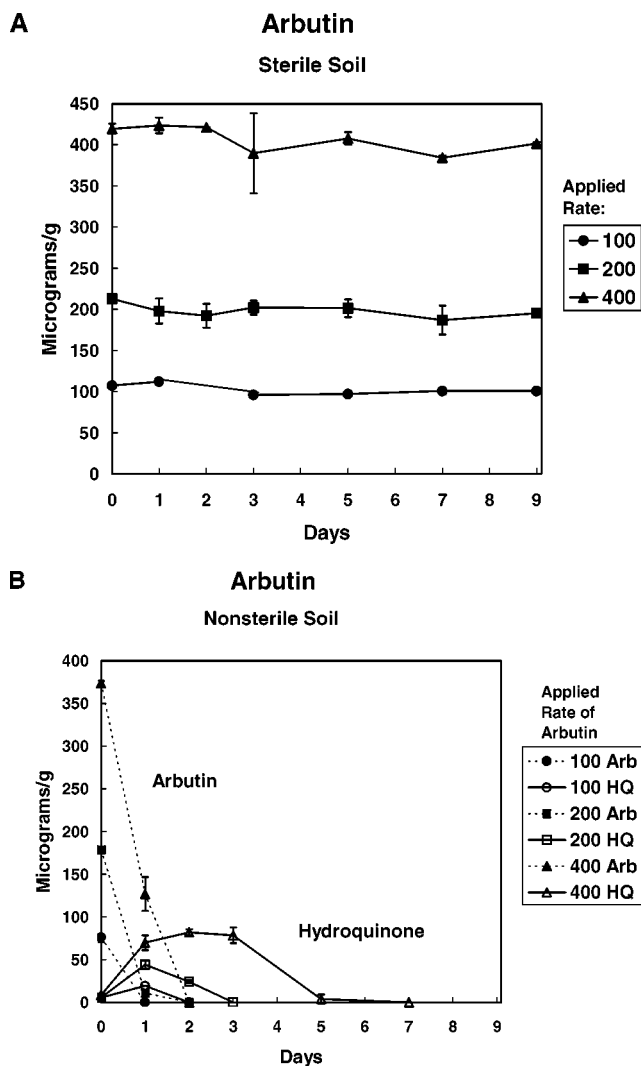 A
Arbutin
Sterile Soil
450
400
350
300
250
200
150
100
50
0
Micrograms/g
0 1 2 3 4 5 6 7 8 9
Days
Applied
Rate:
100
200
400
B
Arbutin
Nonsterile Soil
400
350
300
250
200
150
100
50
0
Micrograms/g
Arbutin
Hydroquinone
0 1 2 3 4 5 6 7 8 9
Days
Applied
Rate of
Arbutin
100 Arb
100 HQ
200 Arb
200 HQ
400 Arb
400 HQ